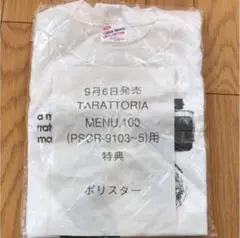 9月6日発売
TARATTORIA
MENU.100
(PSCR-9103~5)用
特典
ポリスター